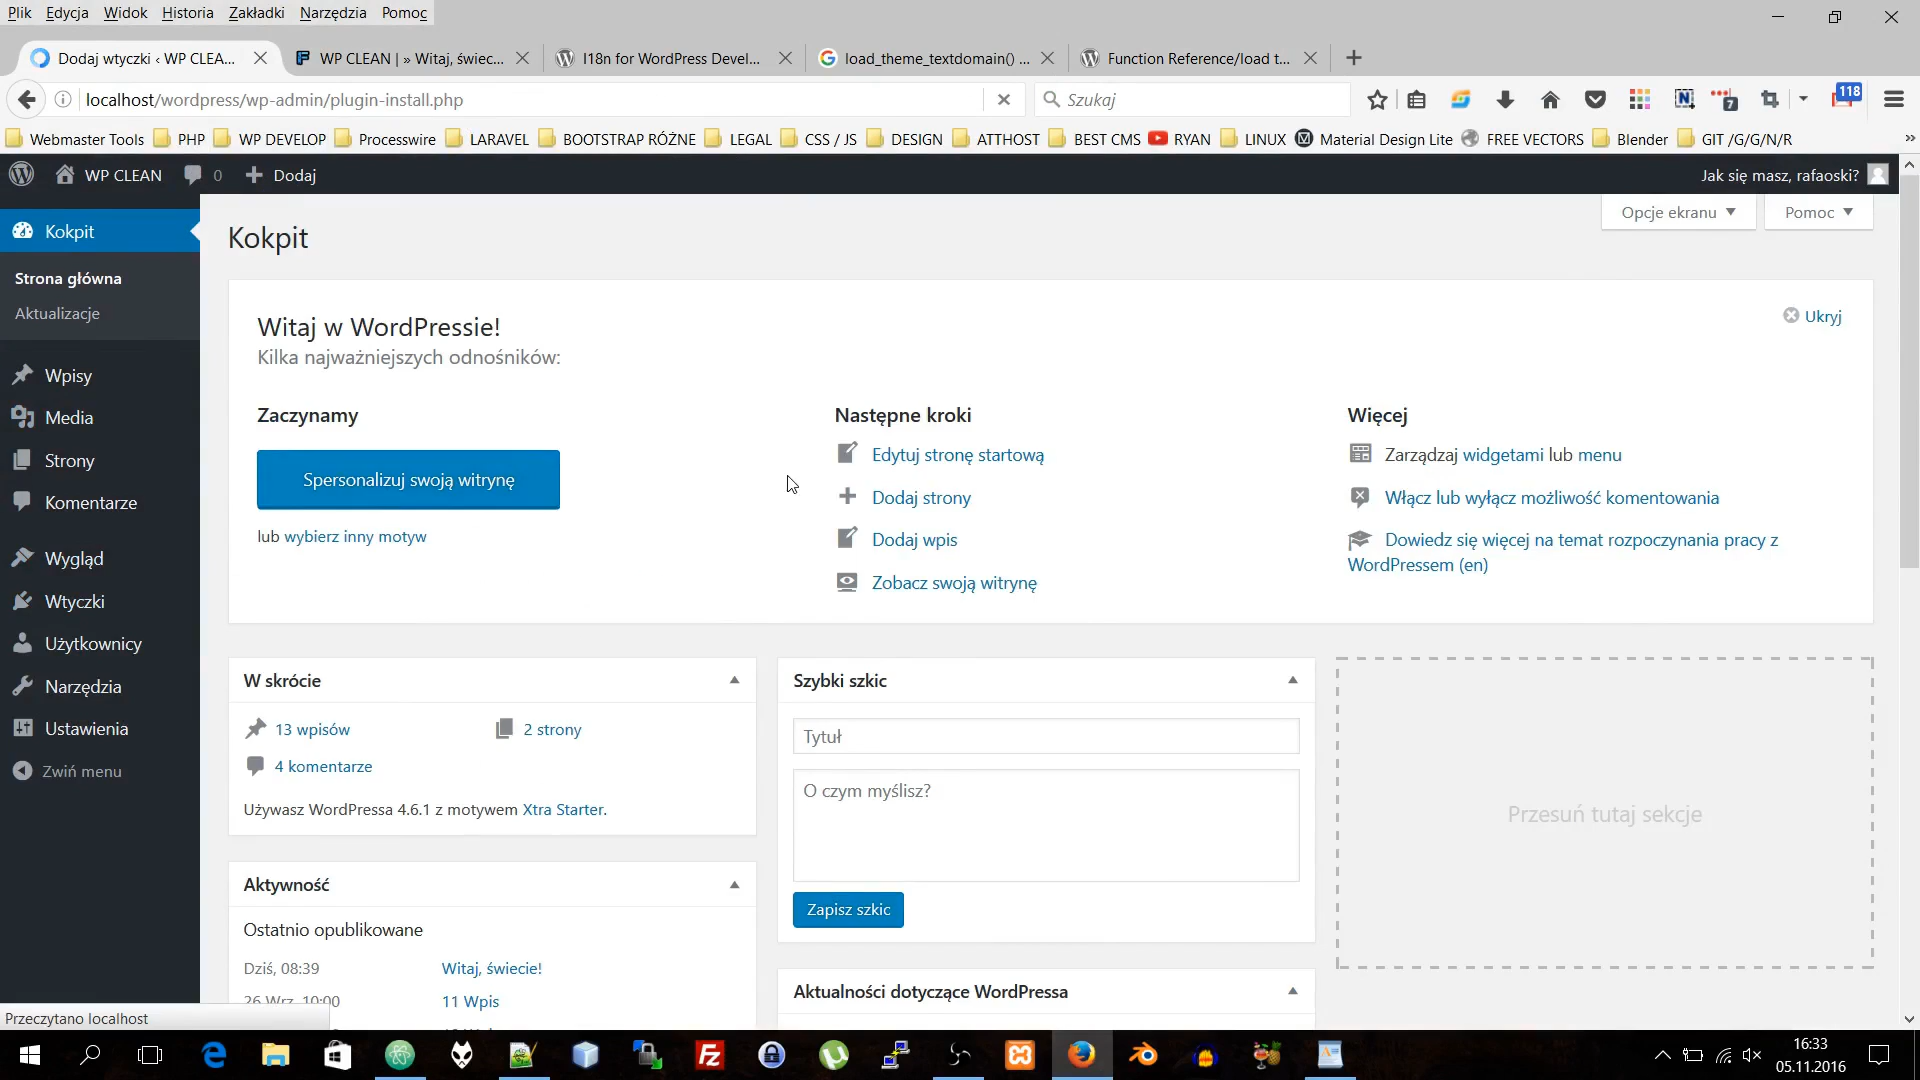 Plik Edycja Widok Historia Zakładki Narzędzia Pomoc
Dodaj wtyczki ‹ WP CLEA...
WP CLEAN | » Witaj, świec...
I18n for WordPress Devel...
load_theme_textdomain() ...
Function Reference/load t...
localhost/wordpress/wp-admin/plugin-install.php
Szukaj
7
118
Webmaster Tools PHP WP DEVELOP Processwire LARAVEL BOOTSTRAP RÓŻNE LEGAL CSS / JS DESIGN ATTHOST BEST CMS RYAN LINUX Material Design Lite FREE VECTORS Blender GIT /G/G/N/R
WP CLEAN 0 Dodaj
Jak się masz, rafaoski?
Kokpit
Strona główna
Aktualizacje
Wpisy
Media
Strony
Komentarze
Wygląd
Wtyczki
Użytkownicy
Narzędzia
Ustawienia
Zwiń menu
Opcje ekranu
Pomoc
Kokpit
Witaj w WordPressie!
Kilka najważniejszych odnośników:
Ukryj
Zaczynamy
Spersonalizuj swoją witrynę
lub wybierz inny motyw
Następne kroki
Edytuj stronę startową
Dodaj strony
Dodaj wpis
Zobacz swoją witrynę
Więcej
Zarządzaj widgetami lub menu
Włącz lub wyłącz możliwość komentowania
Dowiedz się więcej na temat rozpoczynania pracy z
WordPressem (en)
W skrócie
13 wpisów
2 strony
4 komentarze
Używasz WordPressa 4.6.1 z motywem Xtra Starter.
Aktywność
Ostatnio opublikowane
Dziś, 08:39 Witaj, świecie!
26 Wrz, 10:00 11 Wpis
Szybki szkic
Tytuł
O czym myślisz?
Zapisz szkic
Aktualności dotyczące WordPressa
Przesuń tutaj sekcje
Przeczytano localhost
16:33
05.11.2016